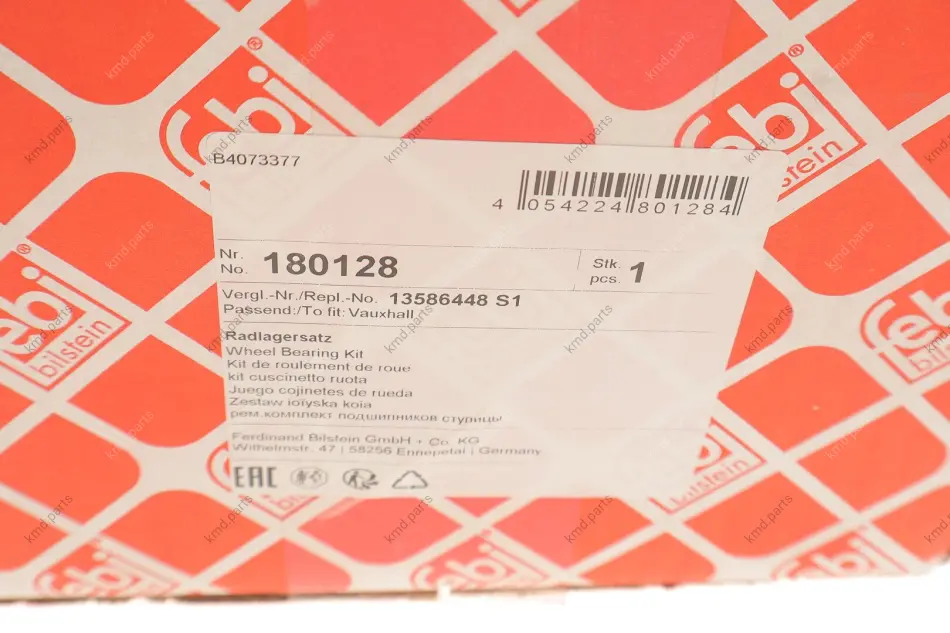 B4073377
4 054224 801284
Nr.
No. 180128
Stk.
pcs. 1
Vergl.-Nr./Repl.-No. 13586448 S1
Passend:/To fit: Vauxhall
Radlagersatz
Wheel Bearing Kit
Kit de roulement de roue
kit cuscinetto ruota
Juego cojinetes de rueda
Zestaw łożyska koła
рем.комплект подшипников ступицы
Ferdinand Bilstein GmbH + Co. KG
Wilhelmstr. 47 | 58256 Ennepetal | Germany
EAC
febi®
bilstein
kmd.parts